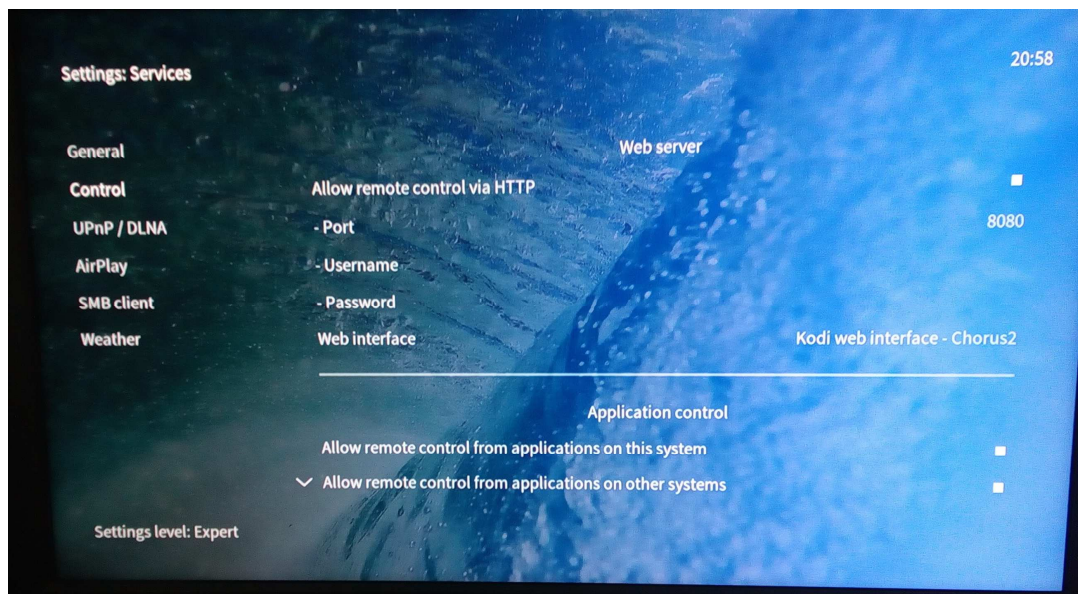 Settings: Services
20:58
General
Control
UPnP / DLNA
AirPlay
SMB client
Weather
Web server
Allow remote control via HTTP
- Port 8080
- Username
- Password
Web interface Kodi web interface - Chorus2
Application control
Allow remote control from applications on this system
Allow remote control from applications on other systems
Settings level: Expert